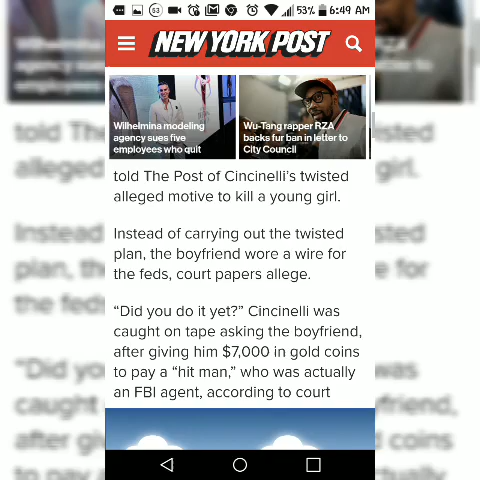 53
53% 6:49 AM
NEW YORK POST
Wilhelmina modeling
agency sues five
employees who quit
Wu-Tang rapper RZA
backs fur ban in letter to
City Council
told The Post of Cincinelli's twisted
alleged motive to kill a young girl.
Instead of carrying out the twisted
plan, the boyfriend wore a wire for
the feds, court papers allege.
“Did you do it yet?” Cincinelli was
caught on tape asking the boyfriend,
after giving him $7,000 in gold coins
to pay a “hit man,” who was actually
an FBI agent, according to court